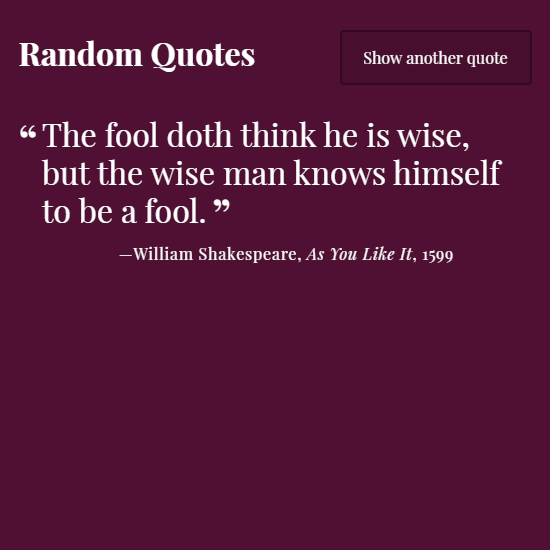 Random Quotes
Show another quote
“ The fool doth think he is wise,
but the wise man knows himself
to be a fool. ”
—William Shakespeare, As You Like It, 1599